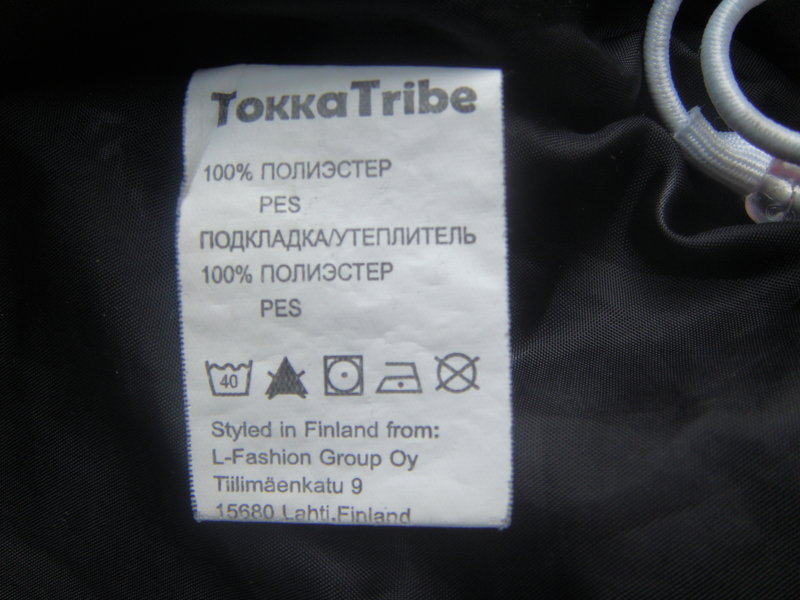 TokkaTribe
100% ПОЛИЭСТЕР
PES
ПОДКЛАДКА/УТЕПЛИТЕЛЬ
100% ПОЛИЭСТЕР
PES
40
Styled in Finland from:
L-Fashion Group Oy
Tiilimäenkatu 9
15680 Lahti,Finland